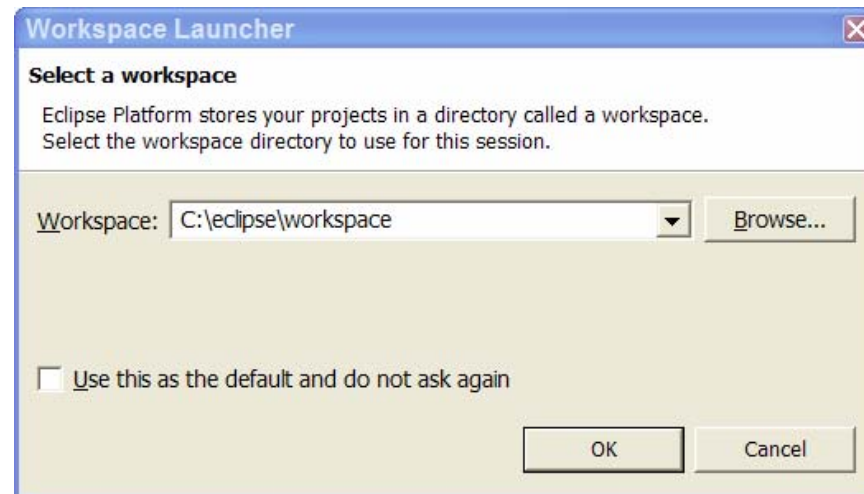 Workspace Launcher
Select a workspace
Eclipse Platform stores your projects in a directory called a workspace.
Select the workspace directory to use for this session.
Workspace: C:\eclipse\workspace Browse...
Use this as the default and do not ask again
OK Cancel